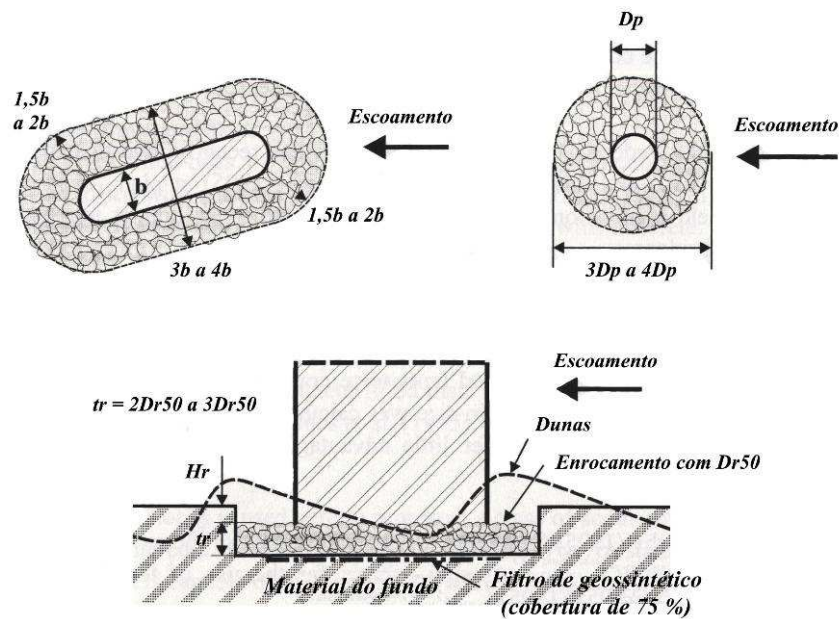 Dp
1,5b
a 2b
Escoamento
Escoamento
b
1,5b a 2b
3b a 4b
3Dp a 4Dp
Escoamento
tr = 2Dr50 a 3Dr50
Dunas
Hr
Enrocamento com Dr50
tr
Material do fundo
Filtro de geossintético
(cobertura de 75 %)